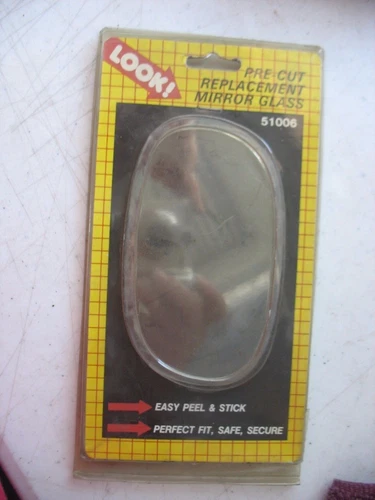 LOOK!
PRE-CUT
REPLACEMENT
MIRROR GLASS
51006
EASY PEEL & STICK
PERFECT FIT, SAFE, SECURE